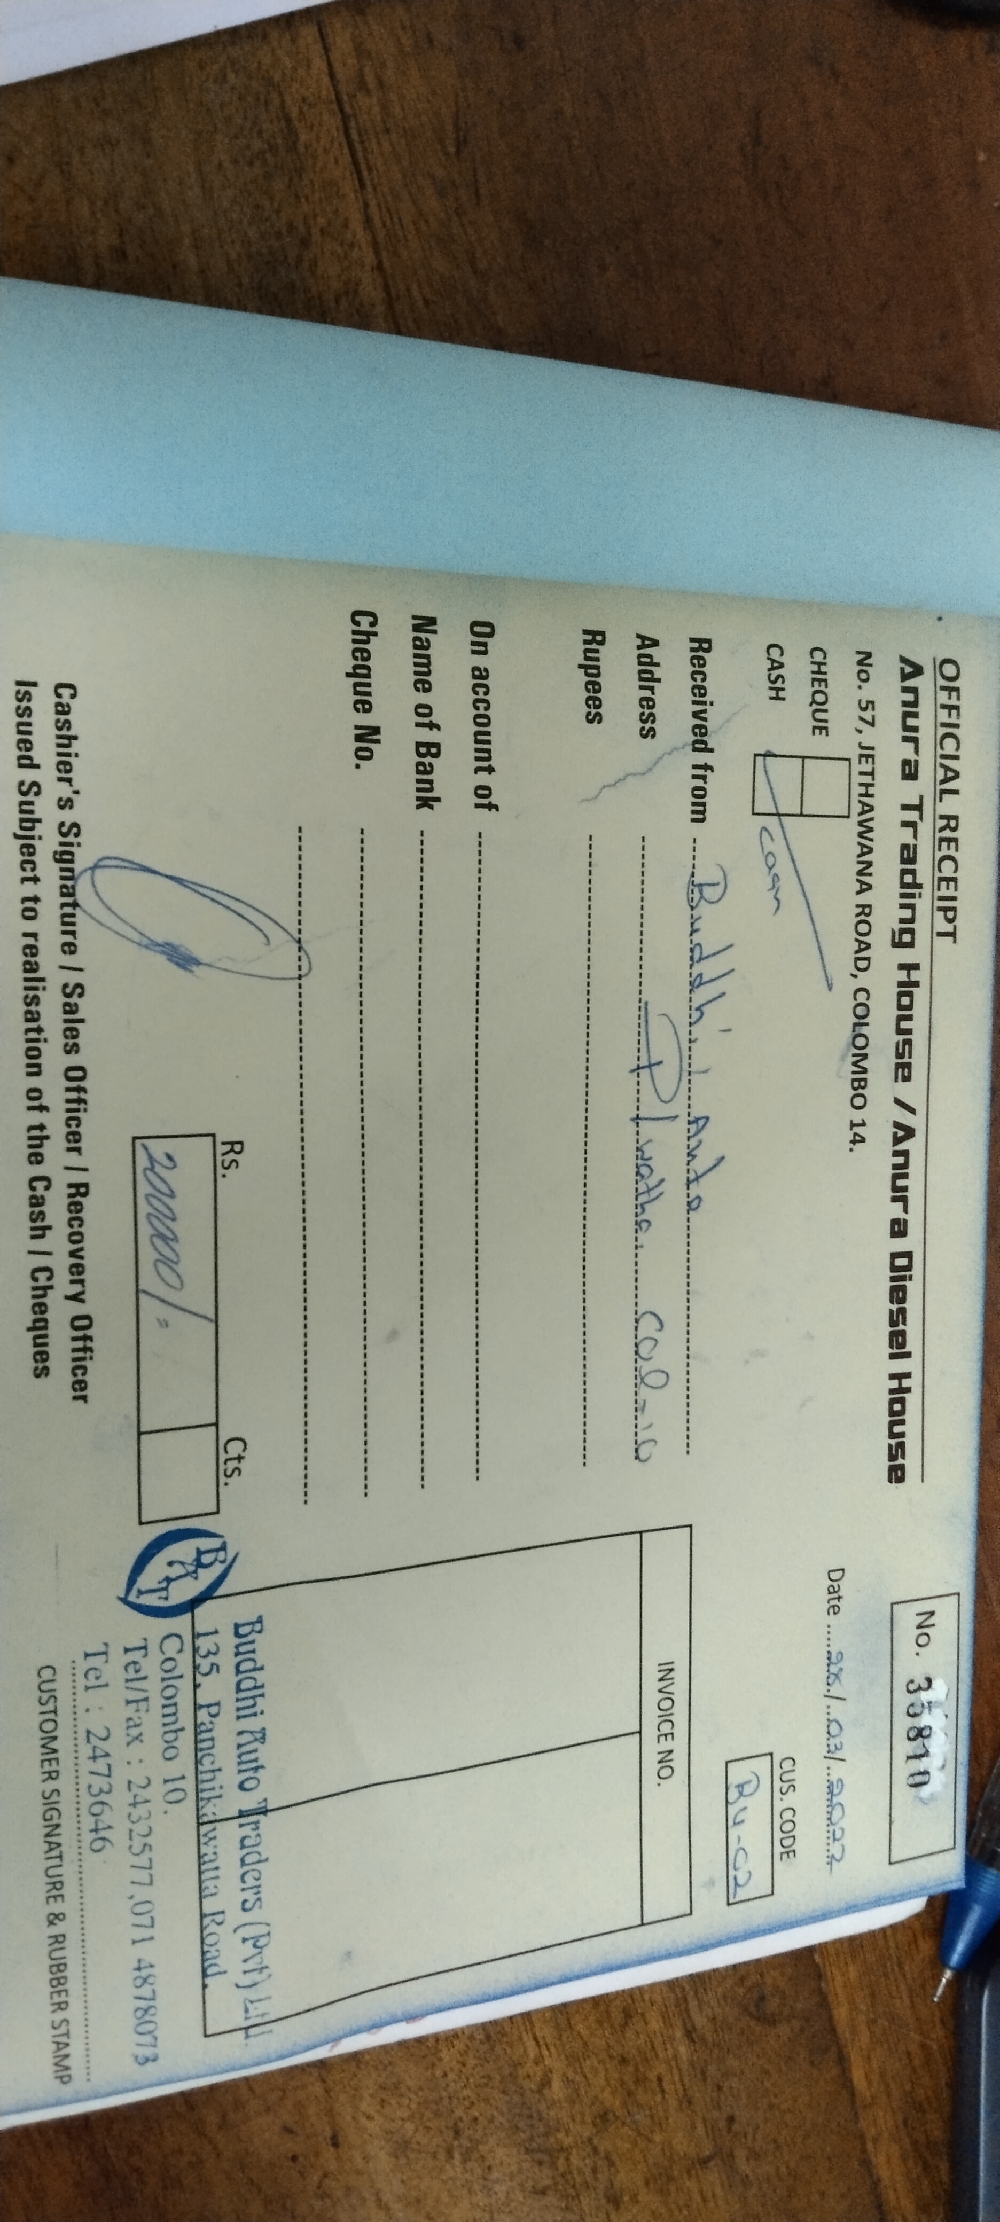 OFFICIAL RECEIPT
Anura Trading House / Anura Diesel House
No. 57, JETHAWANA ROAD, COLOMBO 14.
No. 35810
Date 28/03/2022
CHEQUE
CASH cash
CUS. CODE
Bu-02
Received from Buddhi Auto
Address P/watha. Col-10
Rupees
On account of
Name of Bank
Cheque No.
INVOICE NO.
Rs. Cts.
200000/=
BAT
Buddhi Auto Traders (Pvt) Ltd
135, Panchikawatta Road,
Colombo 10.
Tel/Fax : 2432577,071 4878073
Tel : 2473646
Cashier's Signature / Sales Officer / Recovery Officer
Issued Subject to realisation of the Cash / Cheques
CUSTOMER SIGNATURE & RUBBER STAMP